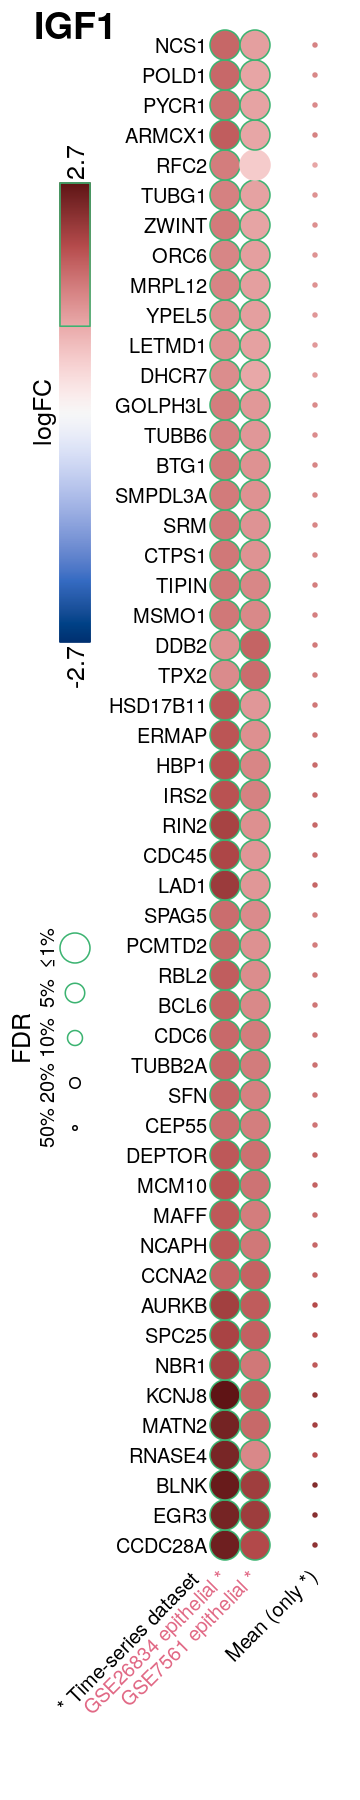 IGF1
2.7
logFC
-2.7
FDR
50% 20% 10% 5% ≤1%
NCS1
POLD1
PYCR1
ARMCX1
RFC2
TUBG1
ZWINT
ORC6
MRPL12
YPEL5
LETMD1
DHCR7
GOLPH3L
TUBB6
BTG1
SMPDL3A
SRM
CTPS1
TIPIN
MSMO1
DDB2
TPX2
HSD17B11
ERMAP
HBP1
IRS2
RIN2
CDC45
LAD1
SPAG5
PCMTD2
RBL2
BCL6
CDC6
TUBB2A
SFN
CEP55
DEPTOR
MCM10
MAFF
NCAPH
CCNA2
AURKB
SPC25
NBR1
KCNJ8
MATN2
RNASE4
BLNK
EGR3
CCDC28A
* Time-series dataset
GSE26834 epithelial *
GSE7561 epithelial *
Mean (only *)